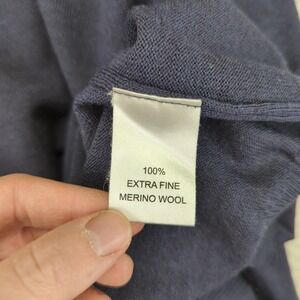 100%
EXTRA FINE
MERINO WOOL